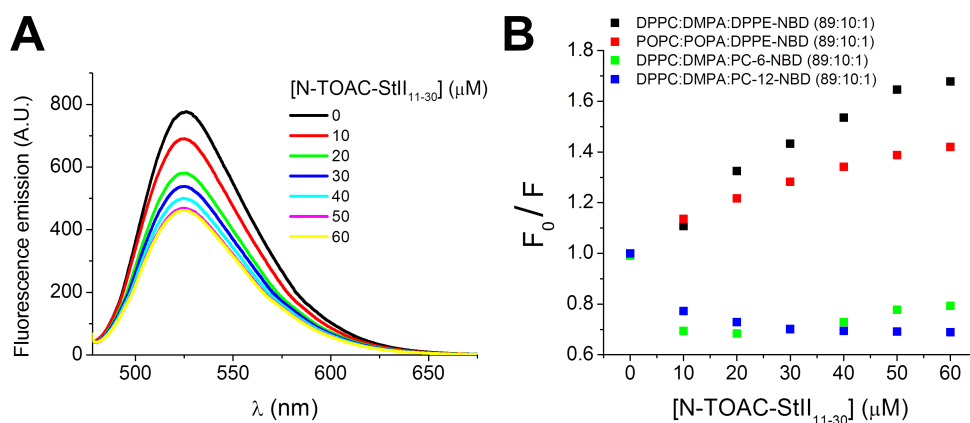 A
[N-TOAC-StII11-30] (μM)
0
10
20
30
40
50
60
Fluorescence emission (A.U.)
800
600
400
200
0
500 550 600 650
λ (nm)
B
DPPC:DMPA:DPPE-NBD (89:10:1)
POPC:POPA:DPPE-NBD (89:10:1)
DPPC:DMPA:PC-6-NBD (89:10:1)
DPPC:DMPA:PC-12-NBD (89:10:1)
F0/ F
1.8
1.6
1.4
1.2
1.0
0.8
0.6
0 10 20 30 40 50 60
[N-TOAC-StII11-30] (μM)